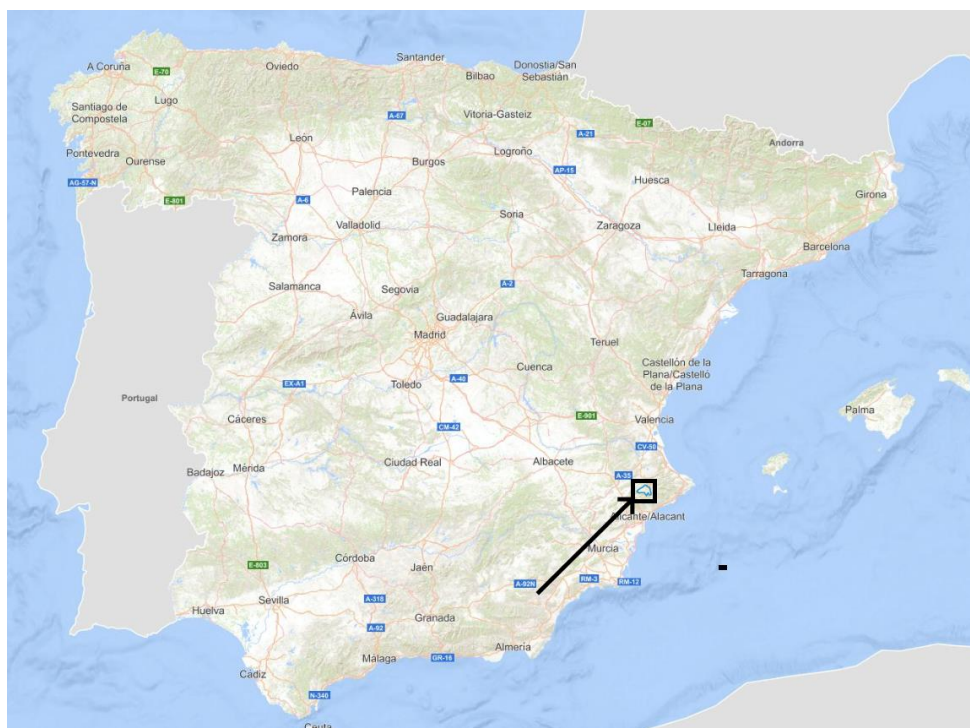 Santander
Donostia/San
Sebastián
A Coruña
E-70
Oviedo
Bilbao
Lugo
A-67
Vitoria-Gasteiz
Santiago de
Compostela
E-07
A-21
León
Andorra
Pontevedra
Ourense
Burgos
Logroño
AP-15
AG-57-N
Huesca
E-801
A-6
Palencia
Girona
Soria
Valladolid
Zaragoza
Lleida
Zamora
Barcelona
Tarragona
Salamanca
Segovia
A-2
Ávila
Guadalajara
Madrid
Teruel
Cuenca
Castellón de la
Plana/Castelló
de la Plana
EX-A1
Toledo
A-40
Portugal
Palma
Cáceres
E-901
Valencia
CM-42
CV-50
Ciudad Real
Albacete
Badajoz
Mérida
A-35
Alicante/Alacant
Murcia
Córdoba
E-803
Jaén
A-92N
RM-3
RM-12
A-318
Huelva
Sevilla
Granada
A-92
Almería
Málaga
GR-16
Cádiz
N-340
Ceuta